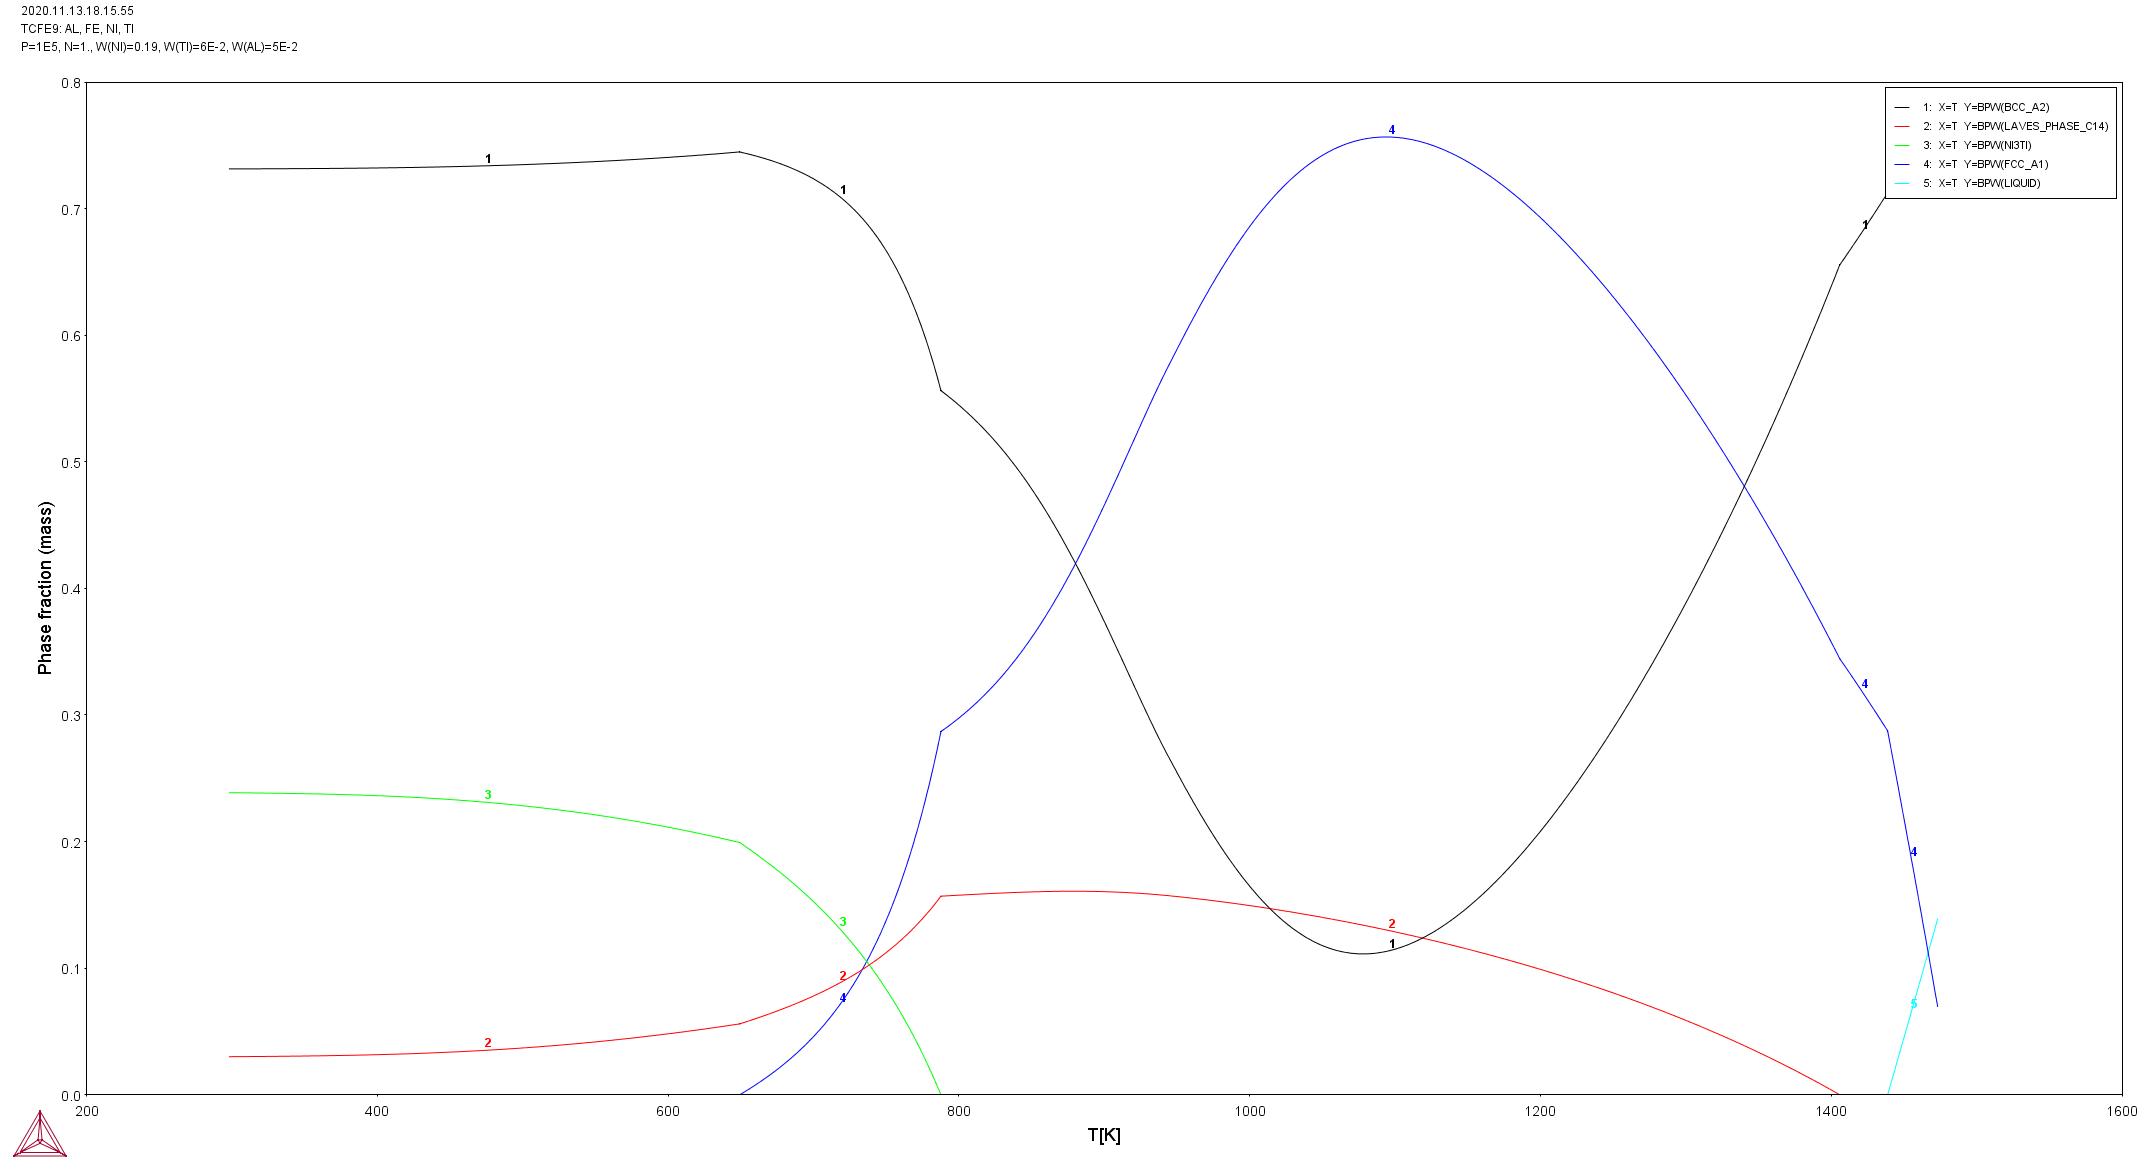 2020.11.13.18.15.55
TCFE9: AL, FE, NI, TI
P=1E5, N=1., W(NI)=0.19, W(TI)=6E-2, W(AL)=5E-2
0.8
1: X=T Y=BPW(BCC_A2)
2: X=T Y=BPW(LAVES_PHASE_C14)
3: X=T Y=BPW(NI3TI)
4: X=T Y=BPW(FCC_A1)
5: X=T Y=BPW(LIQUID)
4
1
1
0.7
1
0.6
0.5
Phase fraction (mass)
0.4
0.3
4
3
0.2
4
3
2
1
0.1
2
4
5
2
0.0
200 400 600 800 1000 1200 1400 1600
T[K]